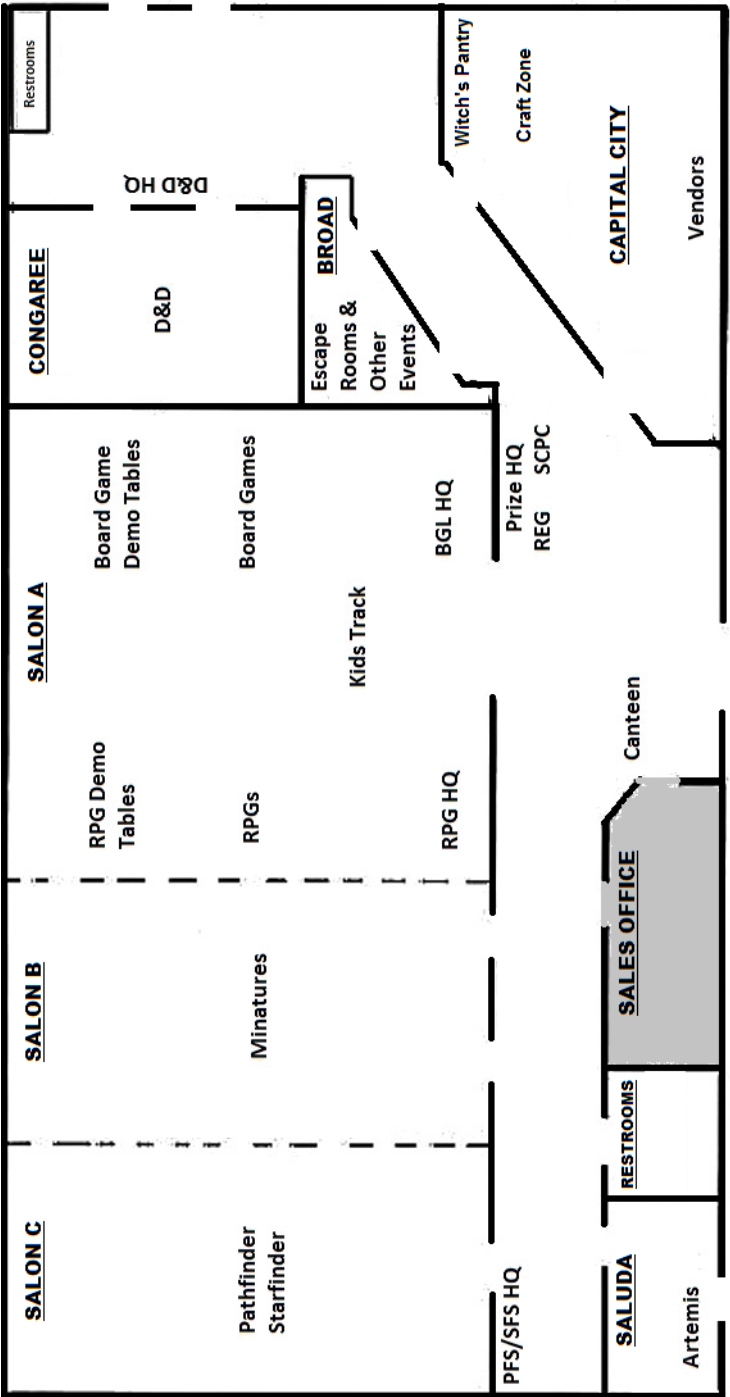 SALON C
Pathfinder
Starfinder
PFS/SFS HQ
SALUDA
Artemis
RESTROOMS
SALON B
Minatures
SALES OFFICE
SALON A
RPG Demo
Tables
RPGs
RPG HQ
Kids Track
Board Game
Demo Tables
Board Games
BGL HQ
Canteen
Prize HQ
REG SCPC
CONGAREE
D&D
D&D HQ
BROAD
Escape
Rooms &
Other
Events
Restrooms
Witch's Pantry
Craft Zone
CAPITAL CITY
Vendors